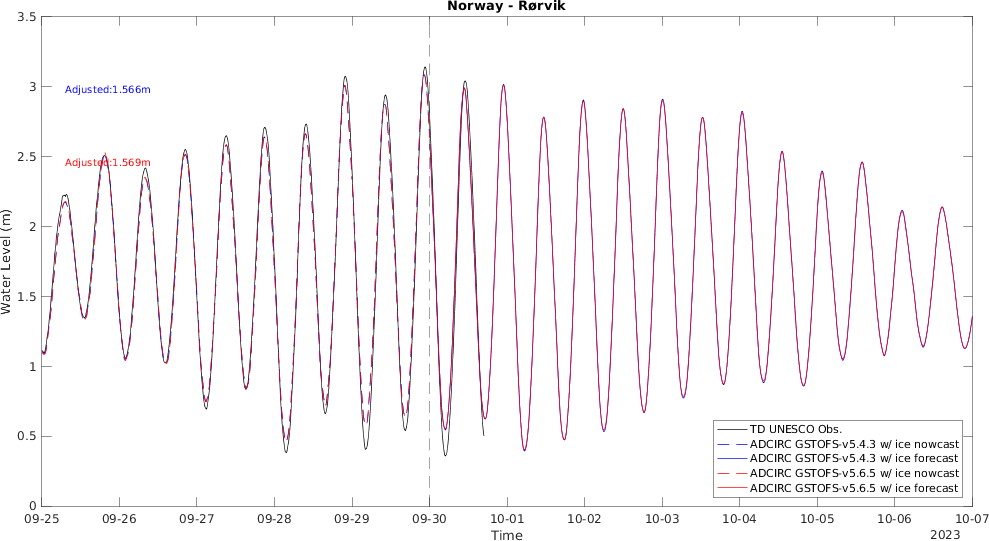 Norway - Rørvik
3.5
3
2.5
2
1.5
1
0.5
0
Water Level (m)
Adjusted:1.566m
Adjusted:1.569m
TD UNESCO Obs.
ADCIRC GSTOFS-v5.4.3 w/ ice nowcast
ADCIRC GSTOFS-v5.4.3 w/ ice forecast
ADCIRC GSTOFS-v5.6.5 w/ ice nowcast
ADCIRC GSTOFS-v5.6.5 w/ ice forecast
09-25 09-26 09-27 09-28 09-29 09-30 10-01 10-02 10-03 10-04 10-05 10-06 10-07
Time
2023